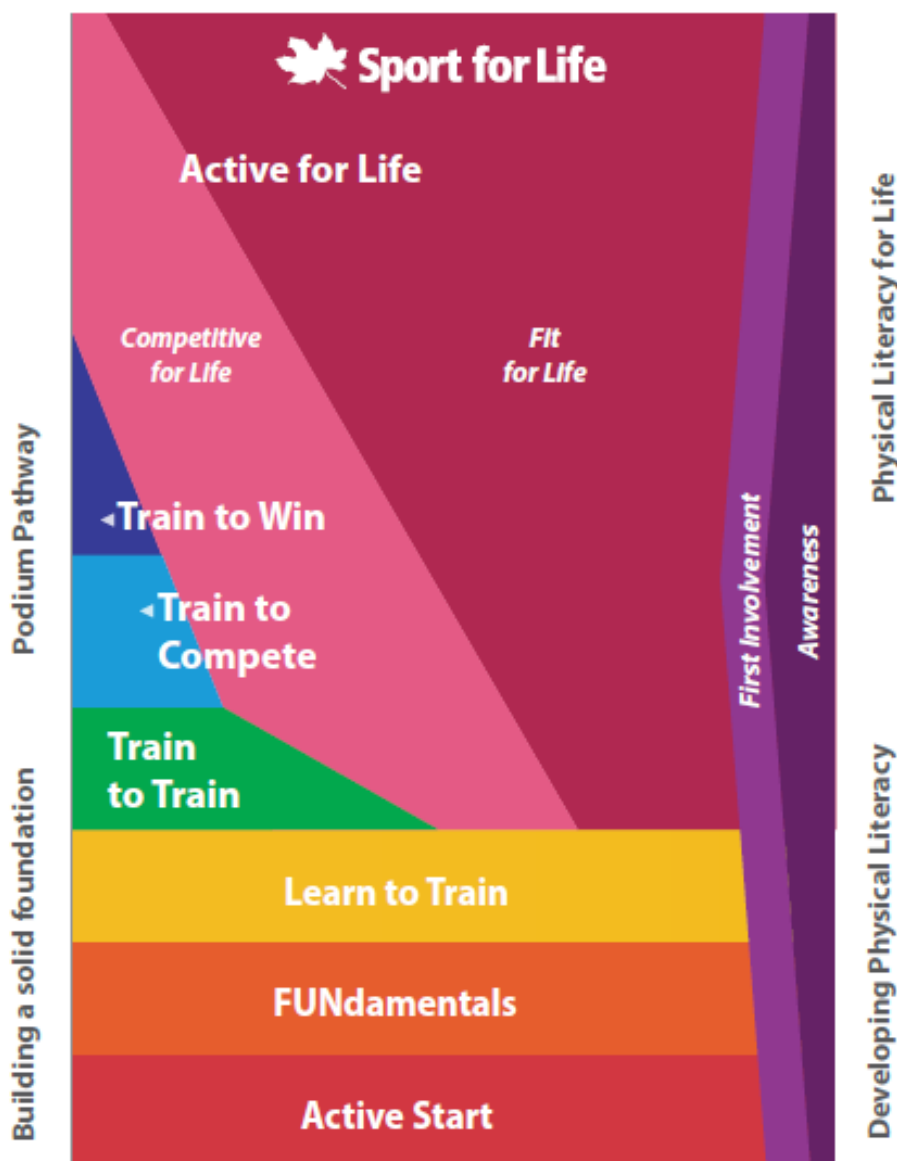 Sport for Life
Active for Life
Competitive
for Life
Fit
for Life
Train to Win
Train to
Compete
Train
to Train
Learn to Train
FUNdamentals
Active Start
First Involvement
Awareness
Podium Pathway
Building a solid foundation
Physical Literacy for Life
Developing Physical Literacy